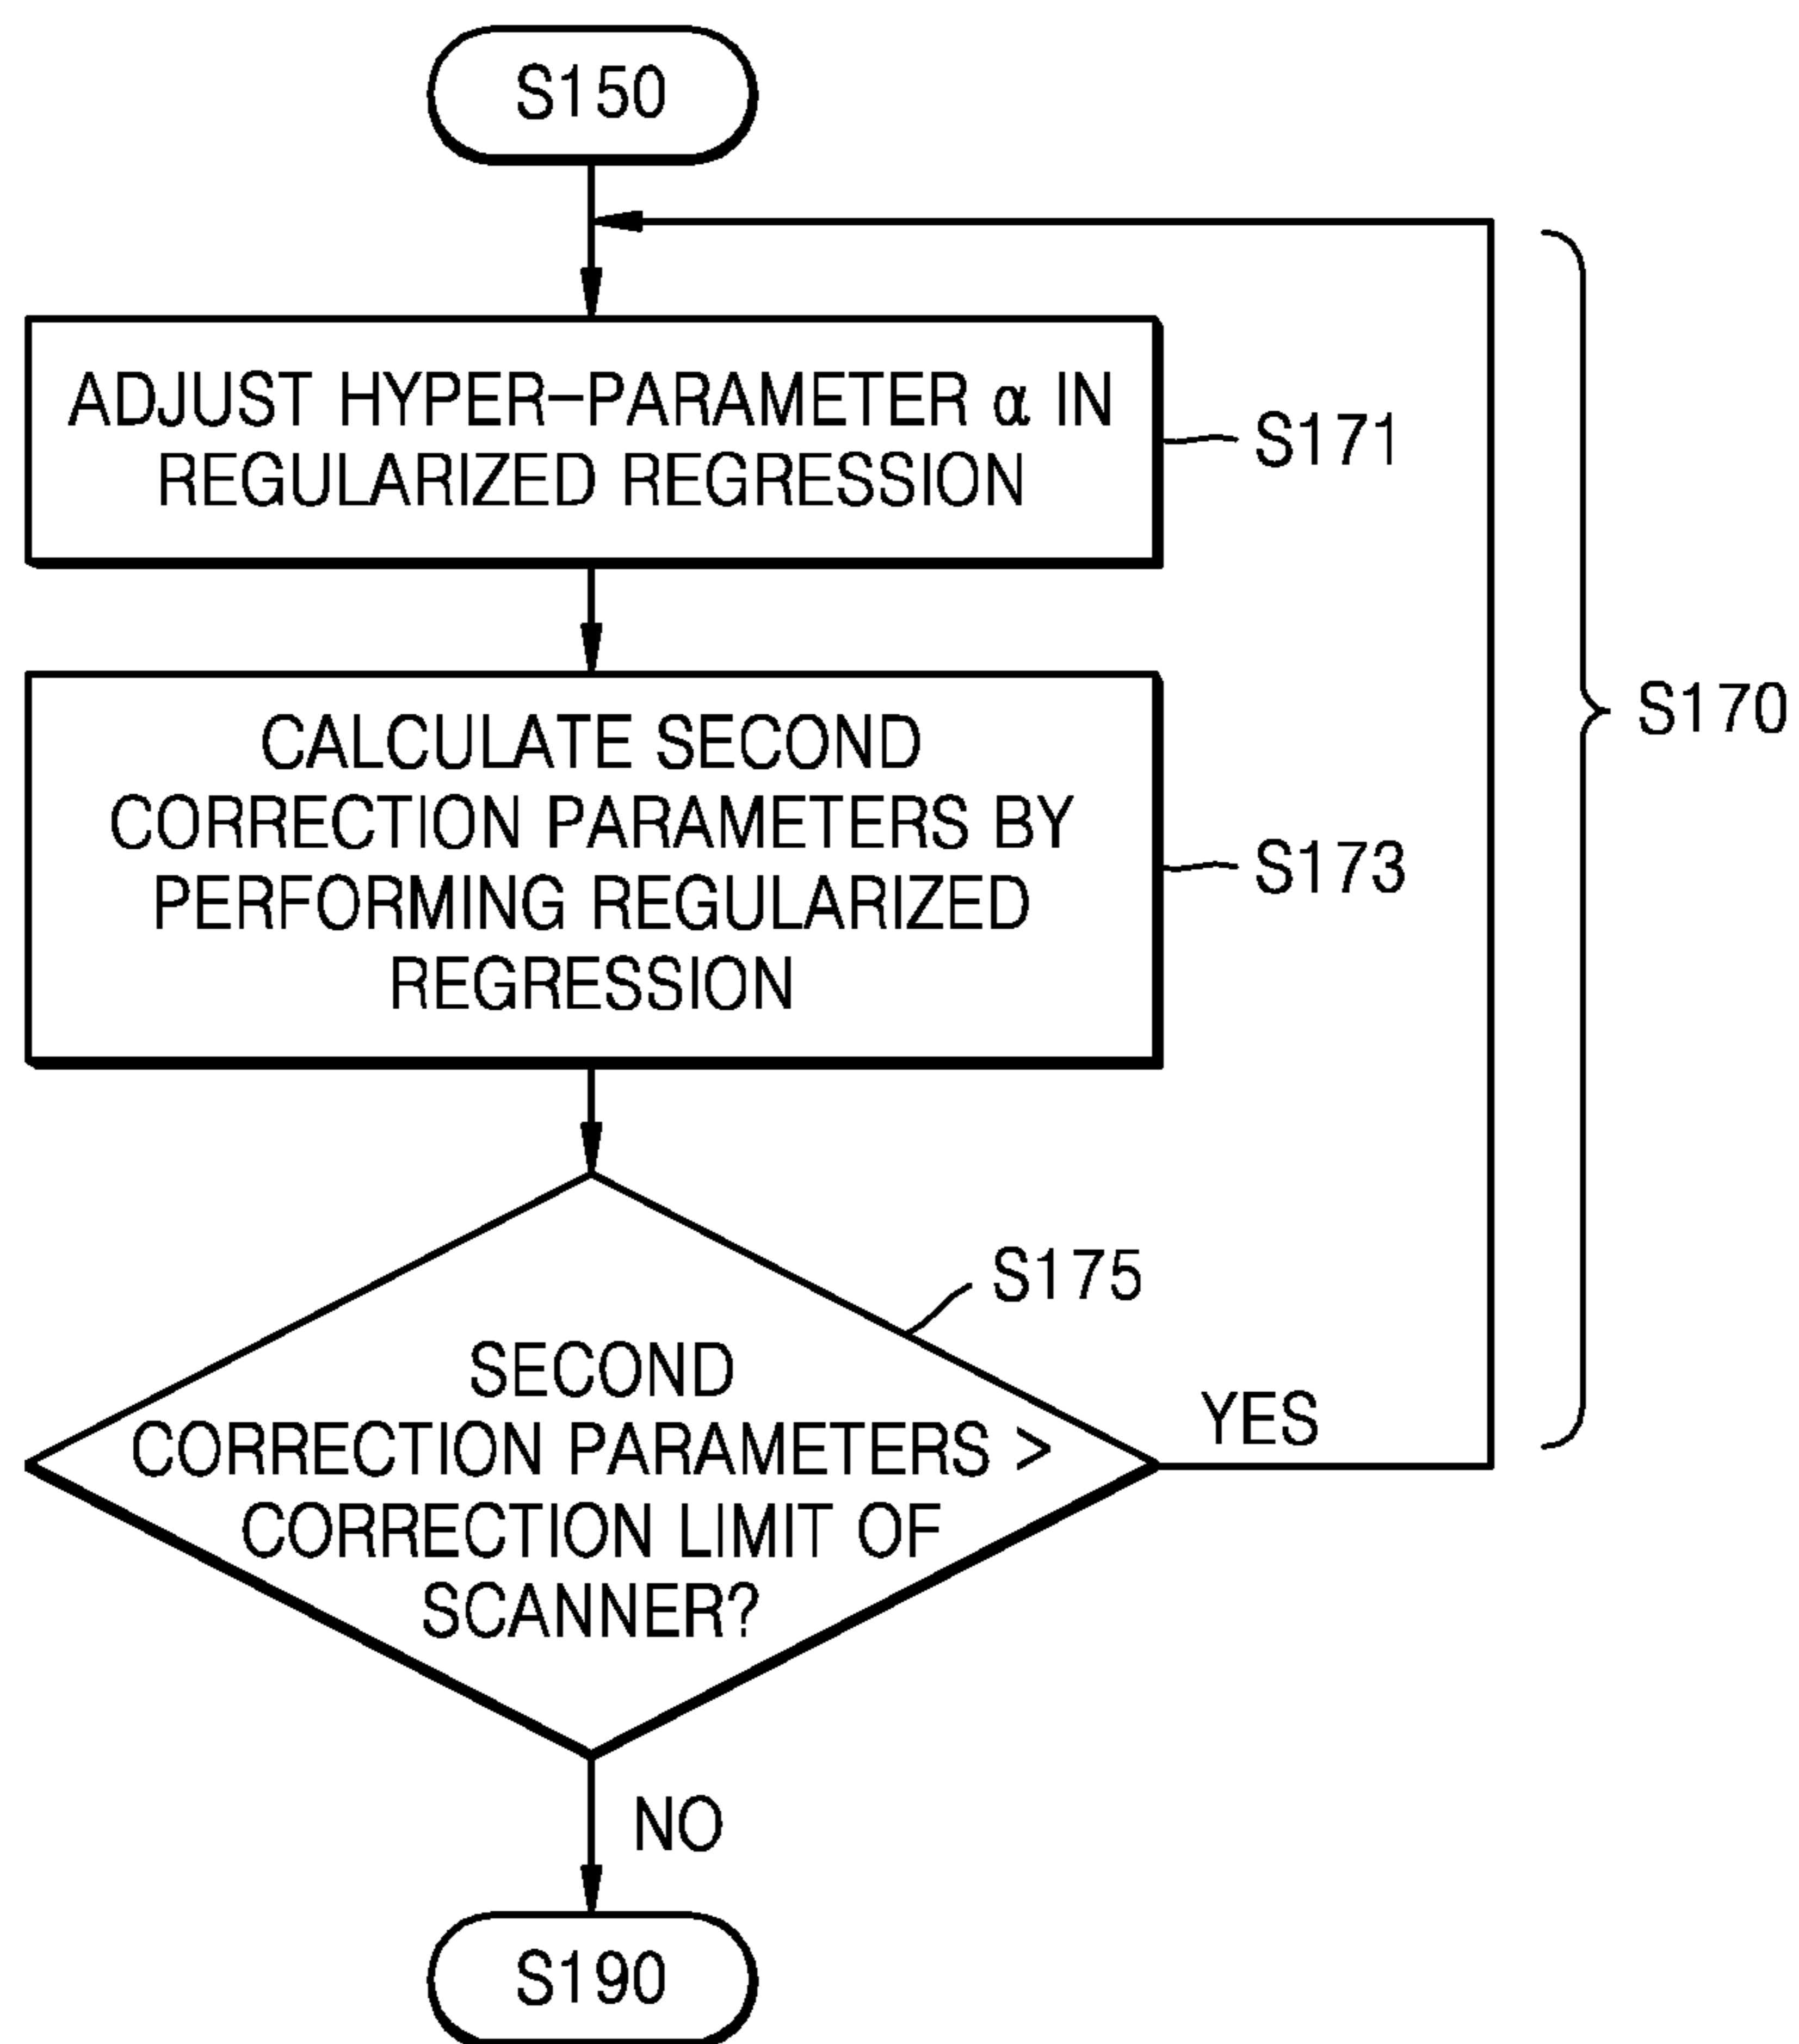 S150
ADJUST HYPER-PARAMETER α IN
REGULARIZED REGRESSION
S171
CALCULATE SECOND
CORRECTION PARAMETERS BY
PERFORMING REGULARIZED
REGRESSION
S173
S170
S175
SECOND
CORRECTION PARAMETERS >
CORRECTION LIMIT OF
SCANNER?
YES
NO
S190